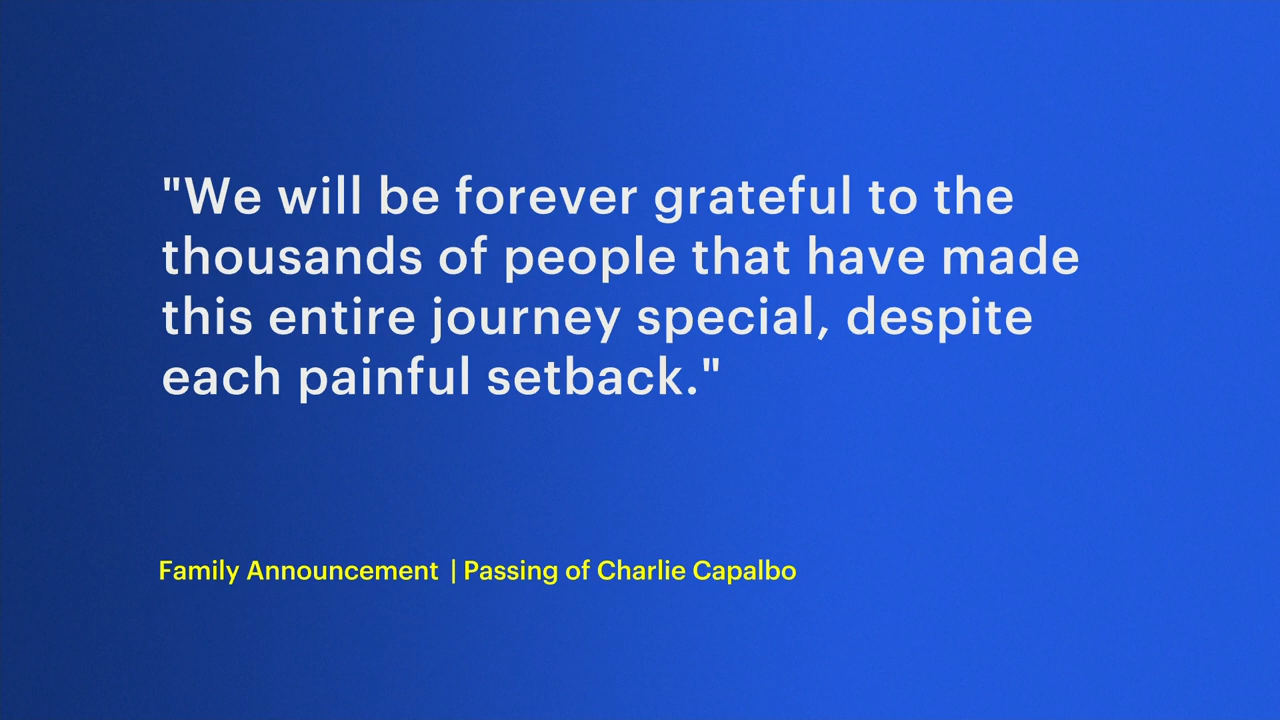 "We will be forever grateful to the
thousands of people that have made
this entire journey special, despite
each painful setback."
Family Announcement | Passing of Charlie Capalbo